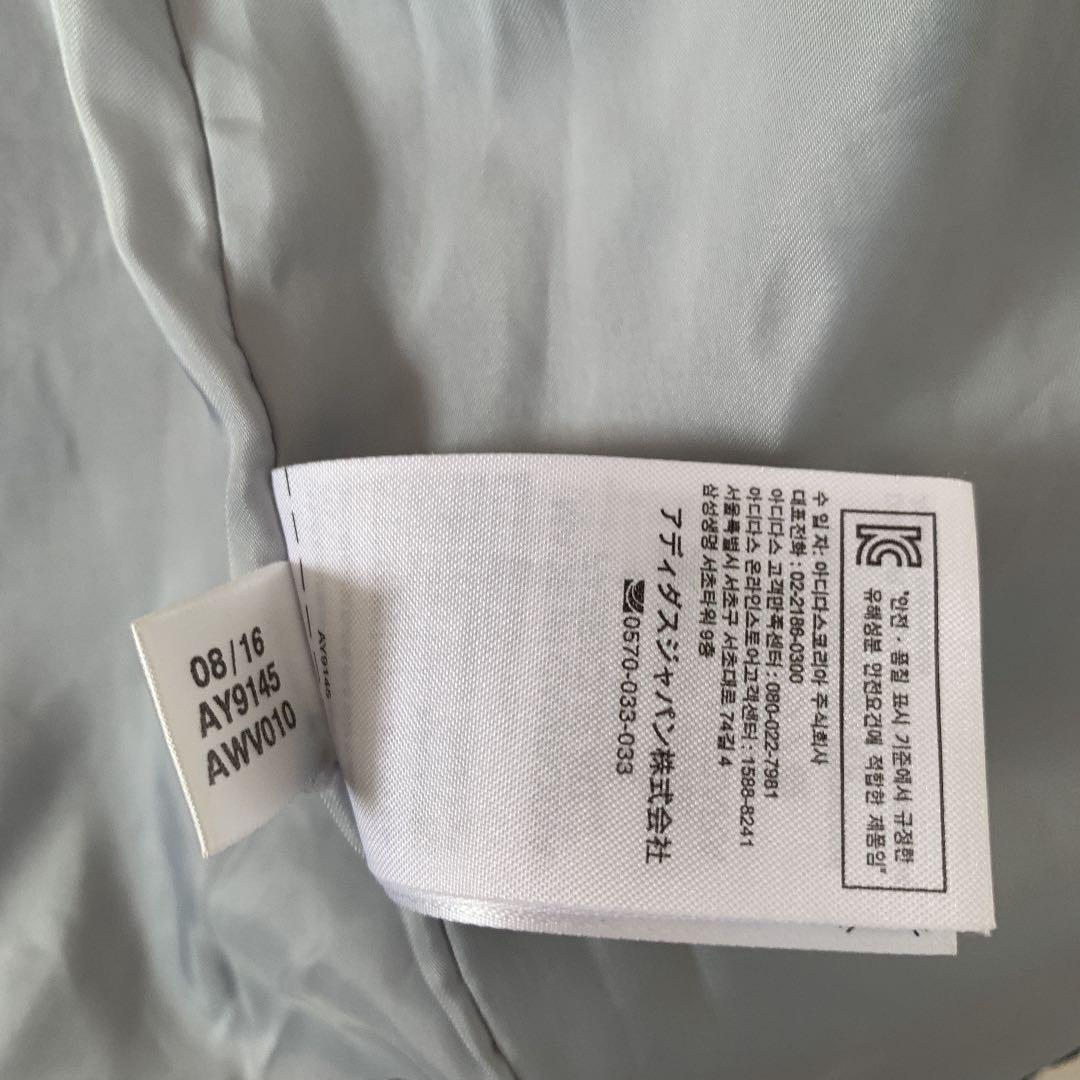 08/16
AY9145
AWV010
AY9145
"안전·품질 표시 기준에서 규정한
유해성분 안전요건에 적합한 제품임"
수입자: 아디다스코리아 주식회사
대표전화 : 02-2186-0300
아디다스 고객만족센터 : 080-022-7981
아디다스 온라인스토어고객센터 : 1588-8241
서울특별시 서초구 서초대로 74길 4
삼성생명 서초타워 9층
アディダスジャパン株式会社
0570-033-033